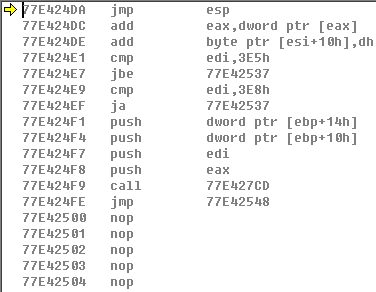 77E424DA jmp esp
77E424DC add eax,dword ptr [eax]
77E424DE add byte ptr [esi+10h],dh
77E424E1 cmp edi,3E5h
77E424E7 jbe 77E42537
77E424E9 cmp edi,3E8h
77E424EF ja 77E42537
77E424F1 push dword ptr [ebp+14h]
77E424F4 push dword ptr [ebp+10h]
77E424F7 push edi
77E424F8 push eax
77E424F9 call 77E427CD
77E424FE jmp 77E42548
77E42500 nop
77E42501 nop
77E42502 nop
77E42503 nop
77E42504 nop